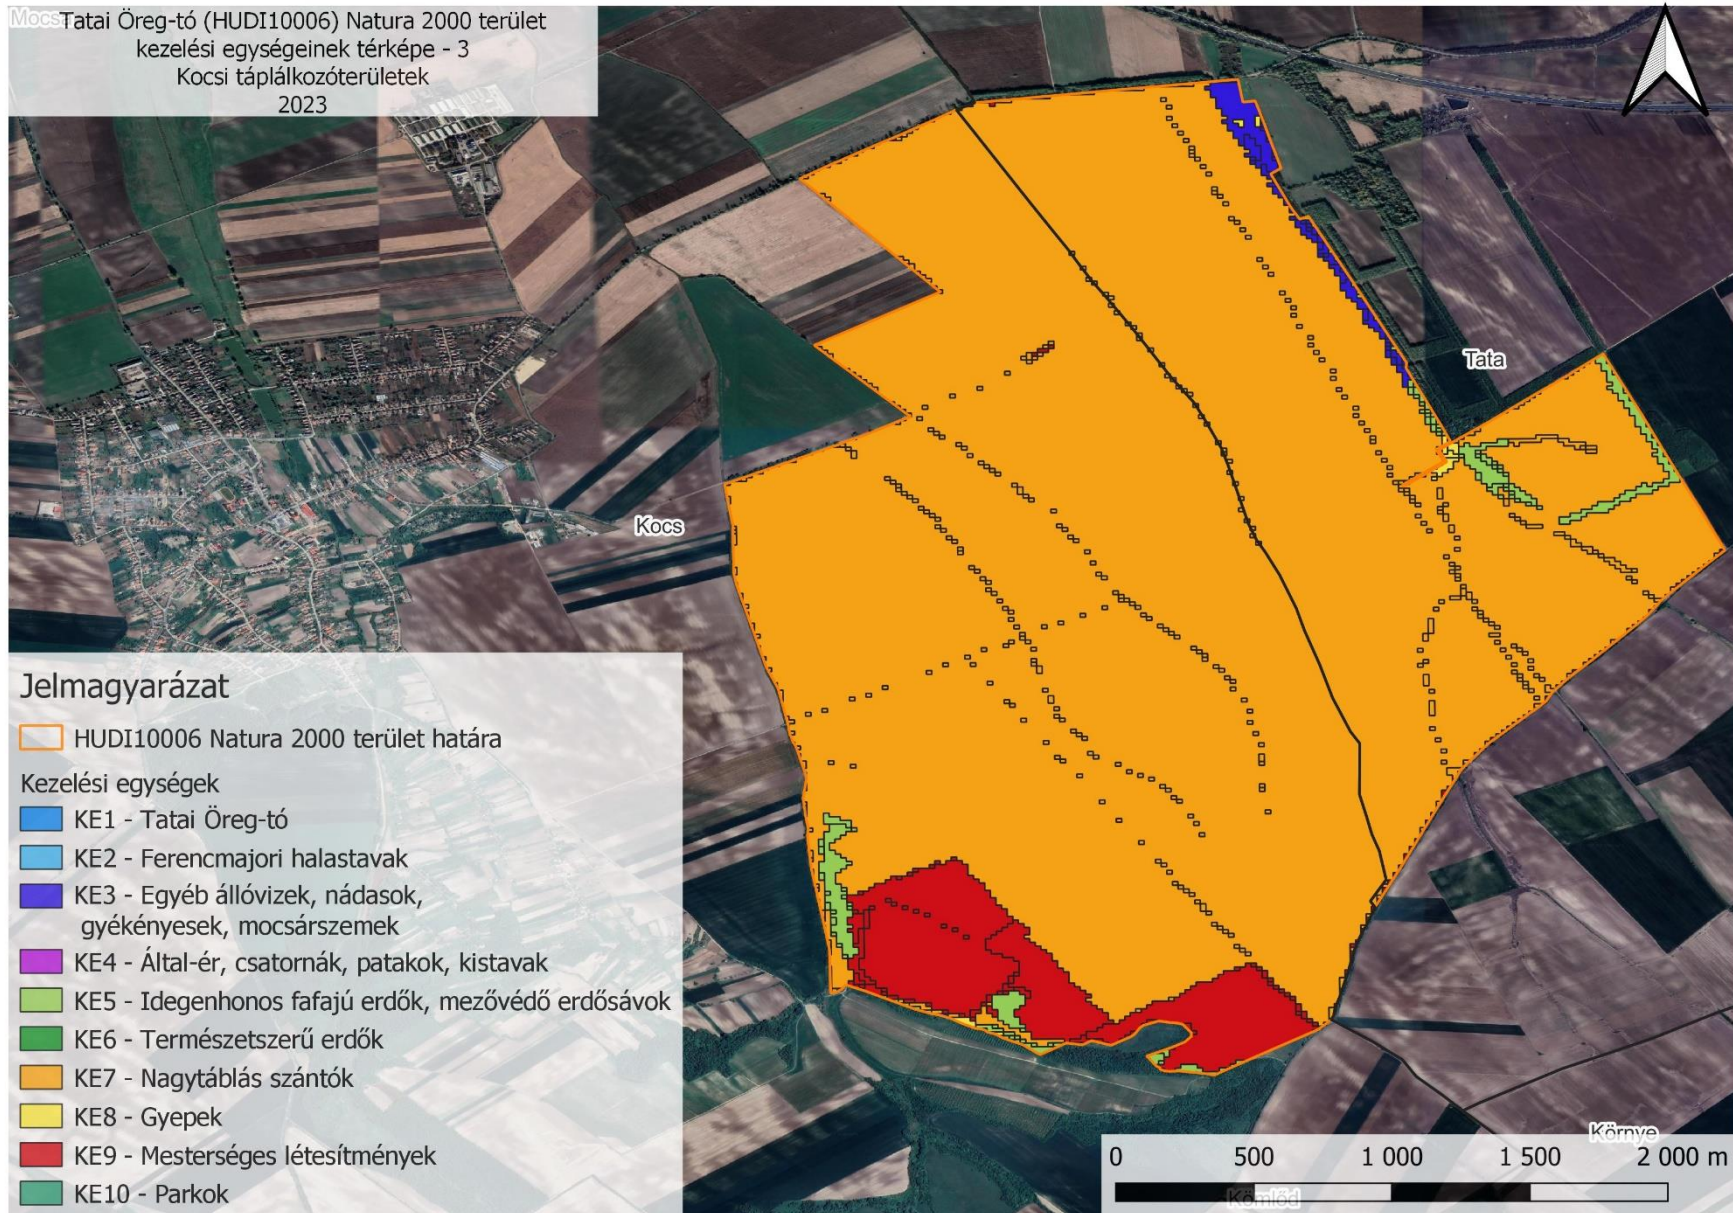 Mocsa
Tatai Öreg-tó (HUDI10006) Natura 2000 terület
kezelési egységeinek térképe - 3
Kocsi táplálkozóterületek
2023
Tata
Kocs
Jelmagyarázat
HUDI10006 Natura 2000 terület határa
Kezelési egységek
KE1 - Tatai Öreg-tó
KE2 - Ferencmajori halastavak
KE3 - Egyéb állóvizek, nádasok,
gyékényesek, mocsárszemek
KE4 - Által-ér, csatornák, patakok, kistavak
KE5 - Idegenhonos fafajú erdők, mezővédő erdősávok
KE6 - Természetszerű erdők
KE7 - Nagytáblás szántók
KE8 - Gyepek
KE9 - Mesterséges létesítmények
KE10 - Parkok
Környe
0 500 1 000 1 500 2 000 m
Kömlőd